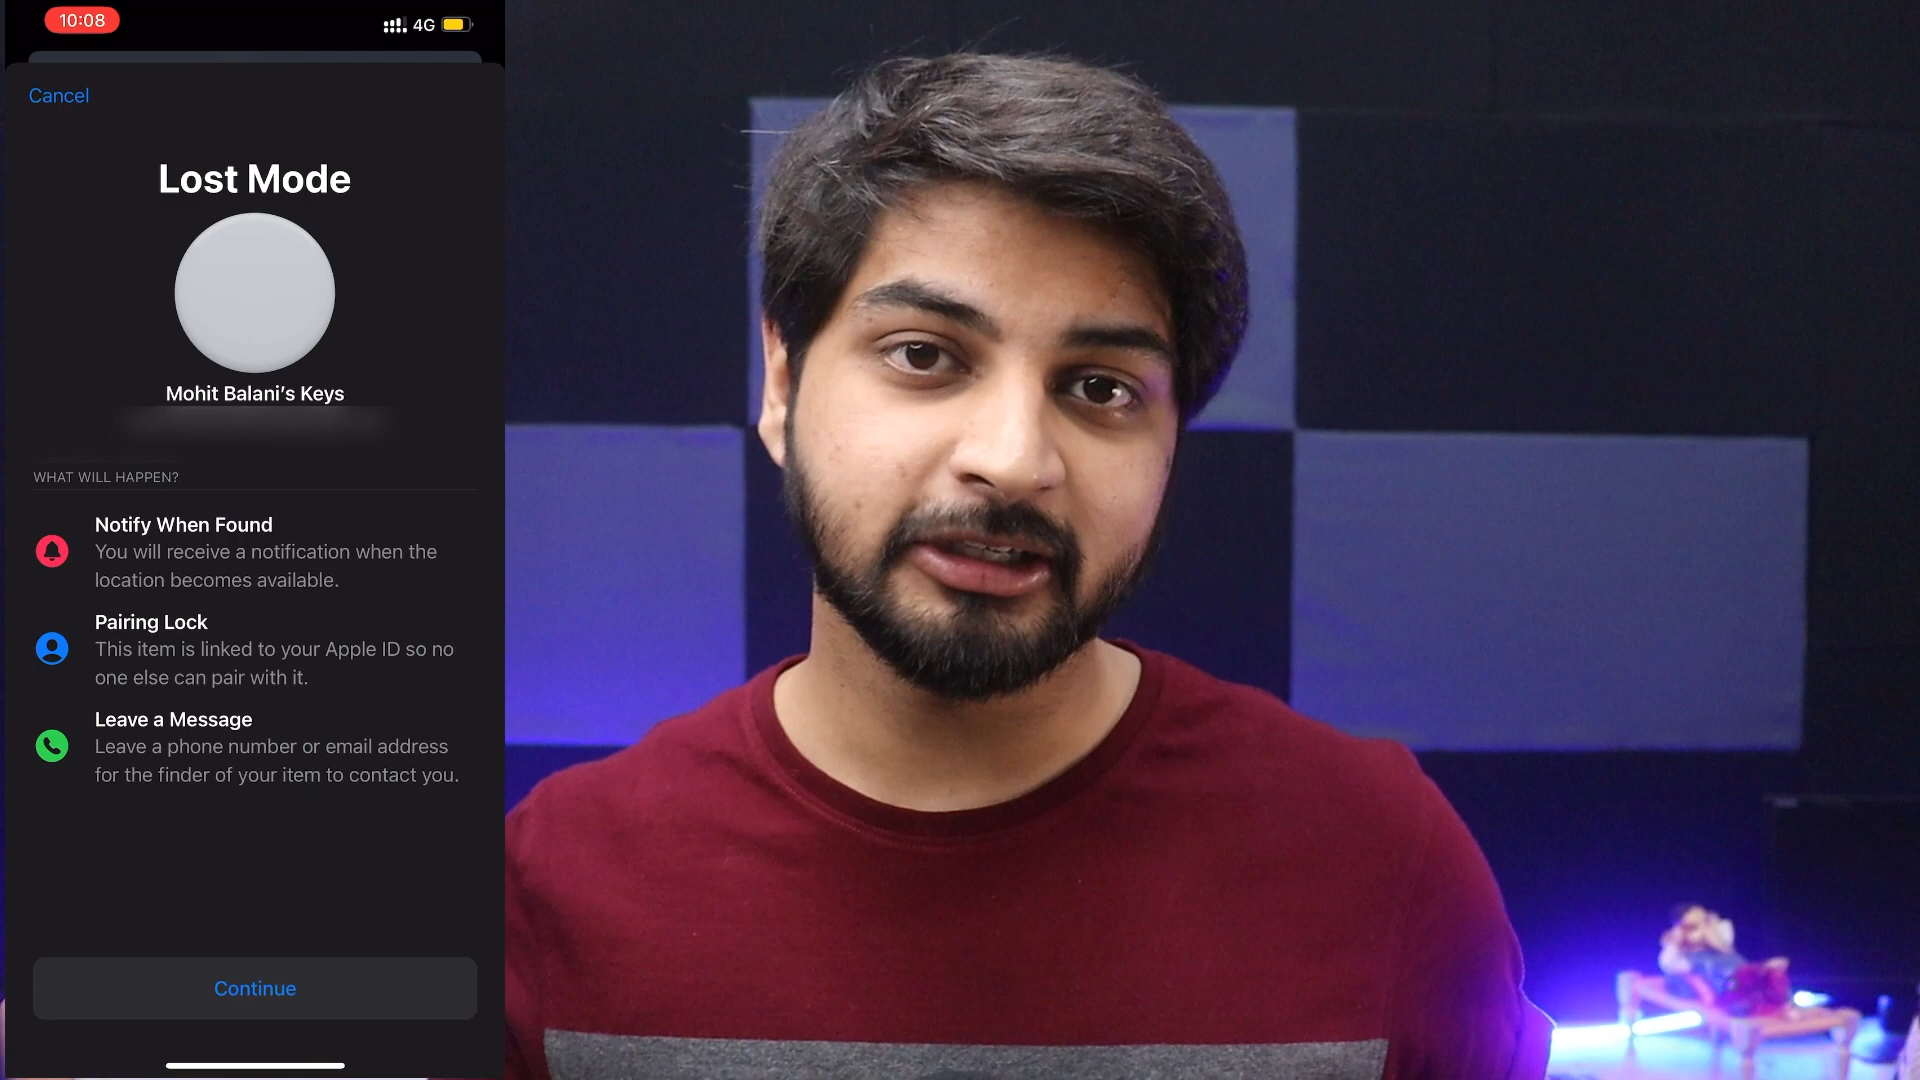 10:08
4G
Cancel
Lost Mode
Mohit Balani’s Keys
WHAT WILL HAPPEN?
Notify When Found
You will receive a notification when the
location becomes available.
Pairing Lock
This item is linked to your Apple ID so no
one else can pair with it.
Leave a Message
Leave a phone number or email address
for the finder of your item to contact you.
Continue